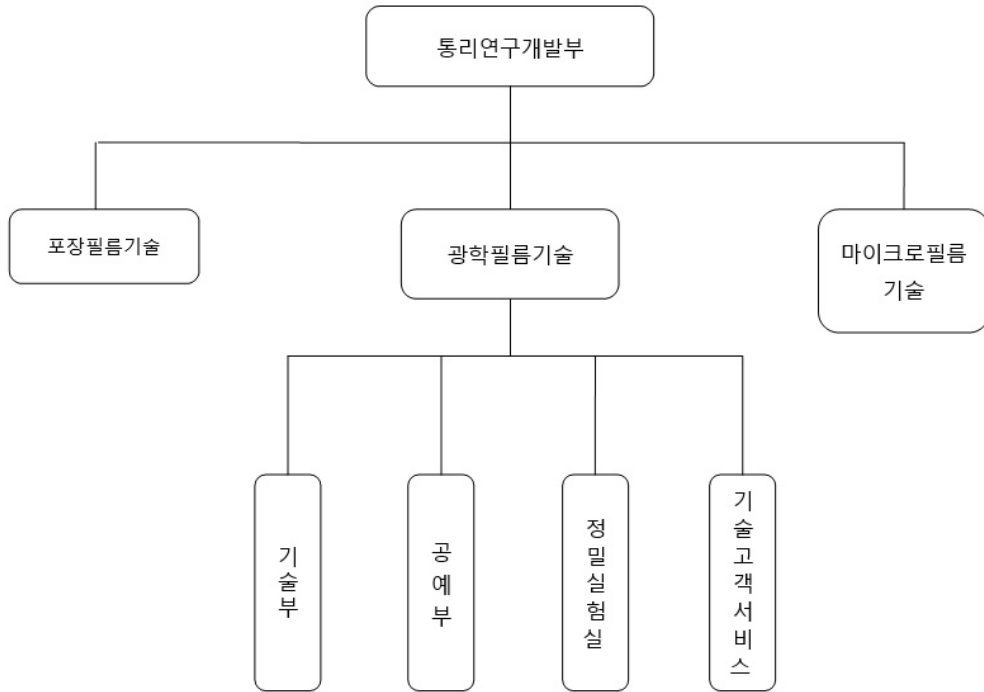 통리연구개발부
포장필름기술
광학필름기술
마이크로필름
기술
기술부
공예부
정밀실험실
기술고객서비스